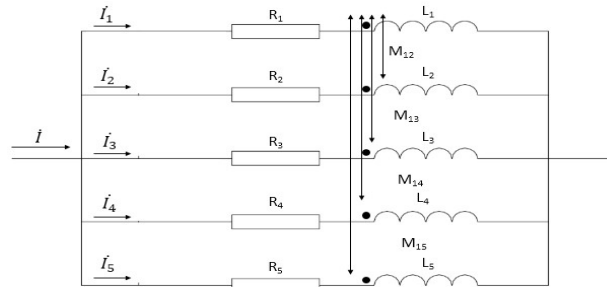 İ₁ R₁ L₁
M₁₂
İ₂ R₂ L₂
M₁₃
İ İ₃ R₃ L₃
M₁₄
İ₄ R₄ L₄
M₁₅
İ₅ R₅ L₅